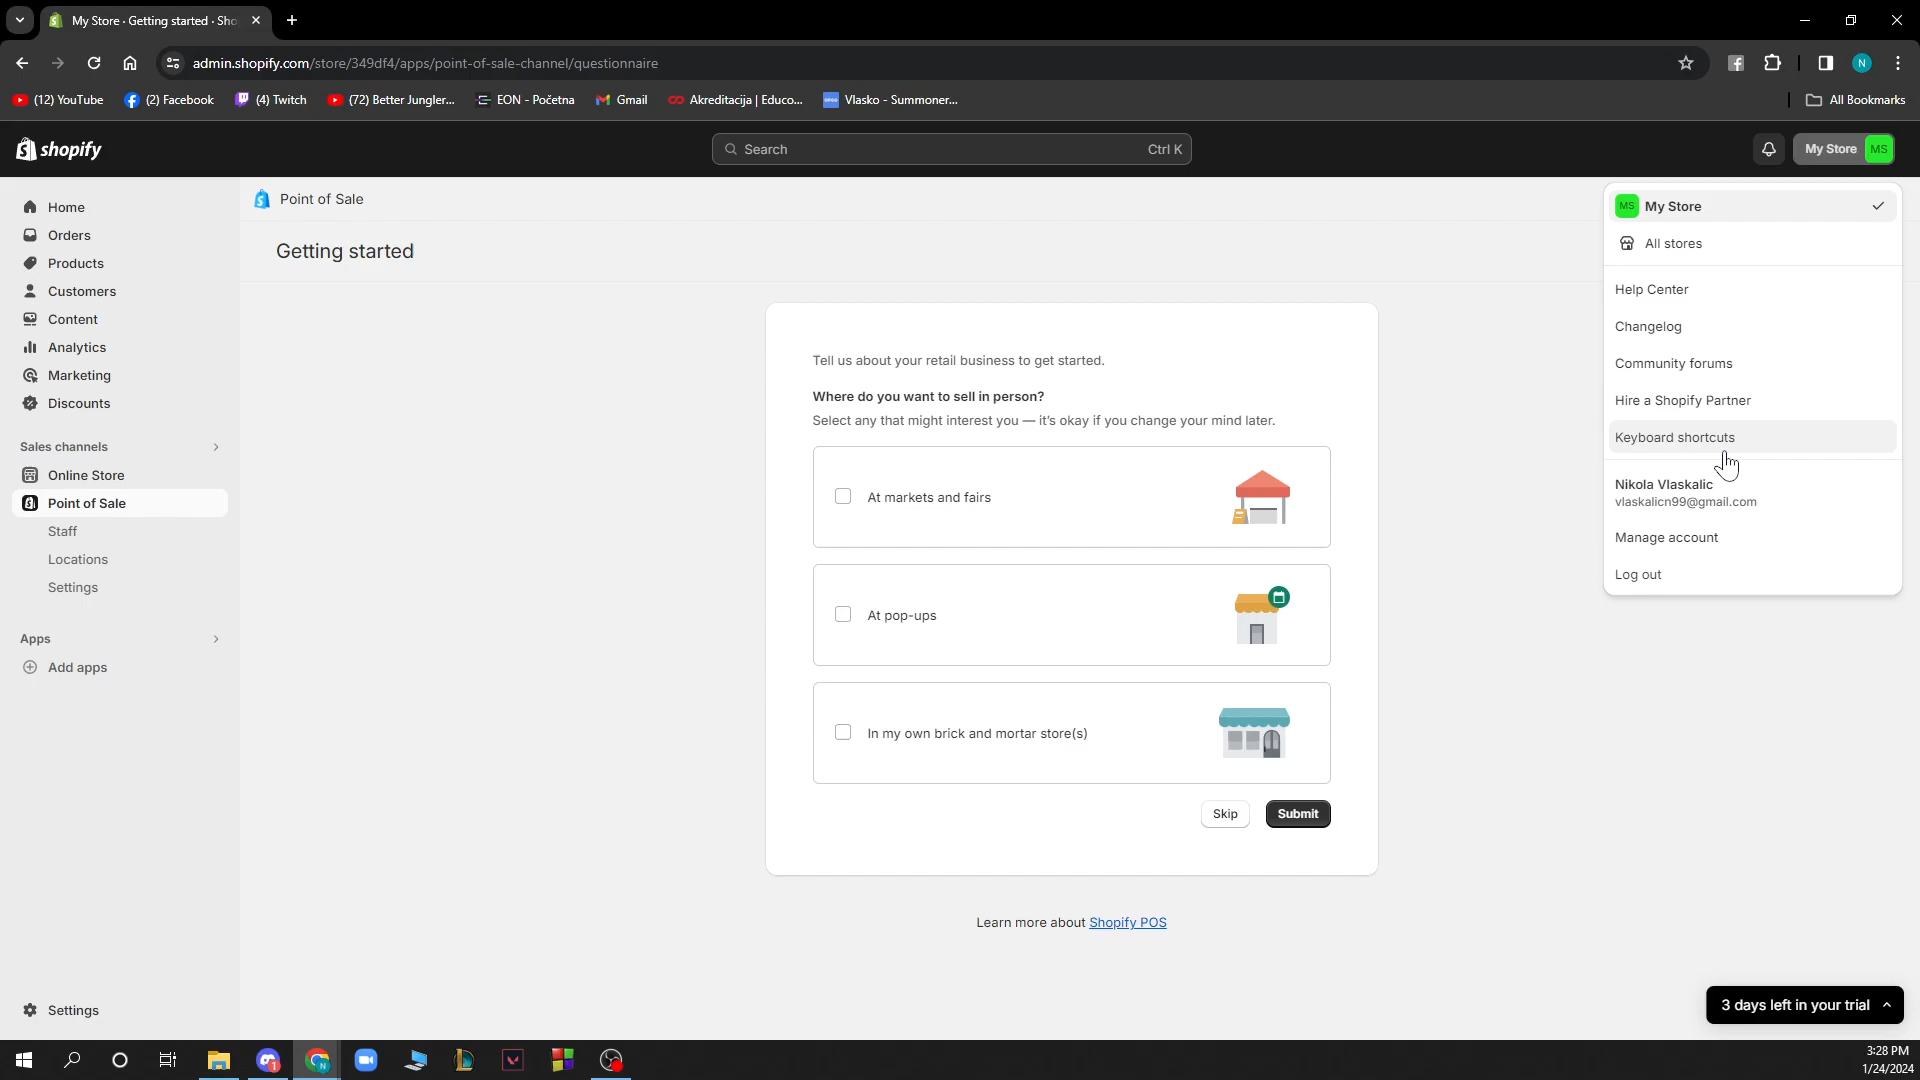 My Store · Getting started · Sho
admin.shopify.com/store/349df4/apps/point-of-sale-channel/questionnaire
N
(12) YouTube
(2) Facebook
(4) Twitch
(72) Better Jungler...
EON - Početna
Gmail
Akreditacija | Educo...
Vlasko - Summoner...
All Bookmarks
shopify
Search
Ctrl K
My Store
MS
Home
Orders
Products
Customers
Content
Analytics
Marketing
Discounts
Sales channels
Online Store
Point of Sale
Staff
Locations
Settings
Apps
Add apps
Settings
Point of Sale
Getting started
Tell us about your retail business to get started.
Where do you want to sell in person?
Select any that might interest you — it's okay if you change your mind later.
At markets and fairs
At pop-ups
In my own brick and mortar store(s)
Skip
Submit
Learn more about Shopify POS
MS
My Store
All stores
Help Center
Changelog
Community forums
Hire a Shopify Partner
Keyboard shortcuts
Nikola Vlaskalic
vlaskalicn99@gmail.com
Manage account
Log out
3 days left in your trial
1
N
3:28 PM
1/24/2024